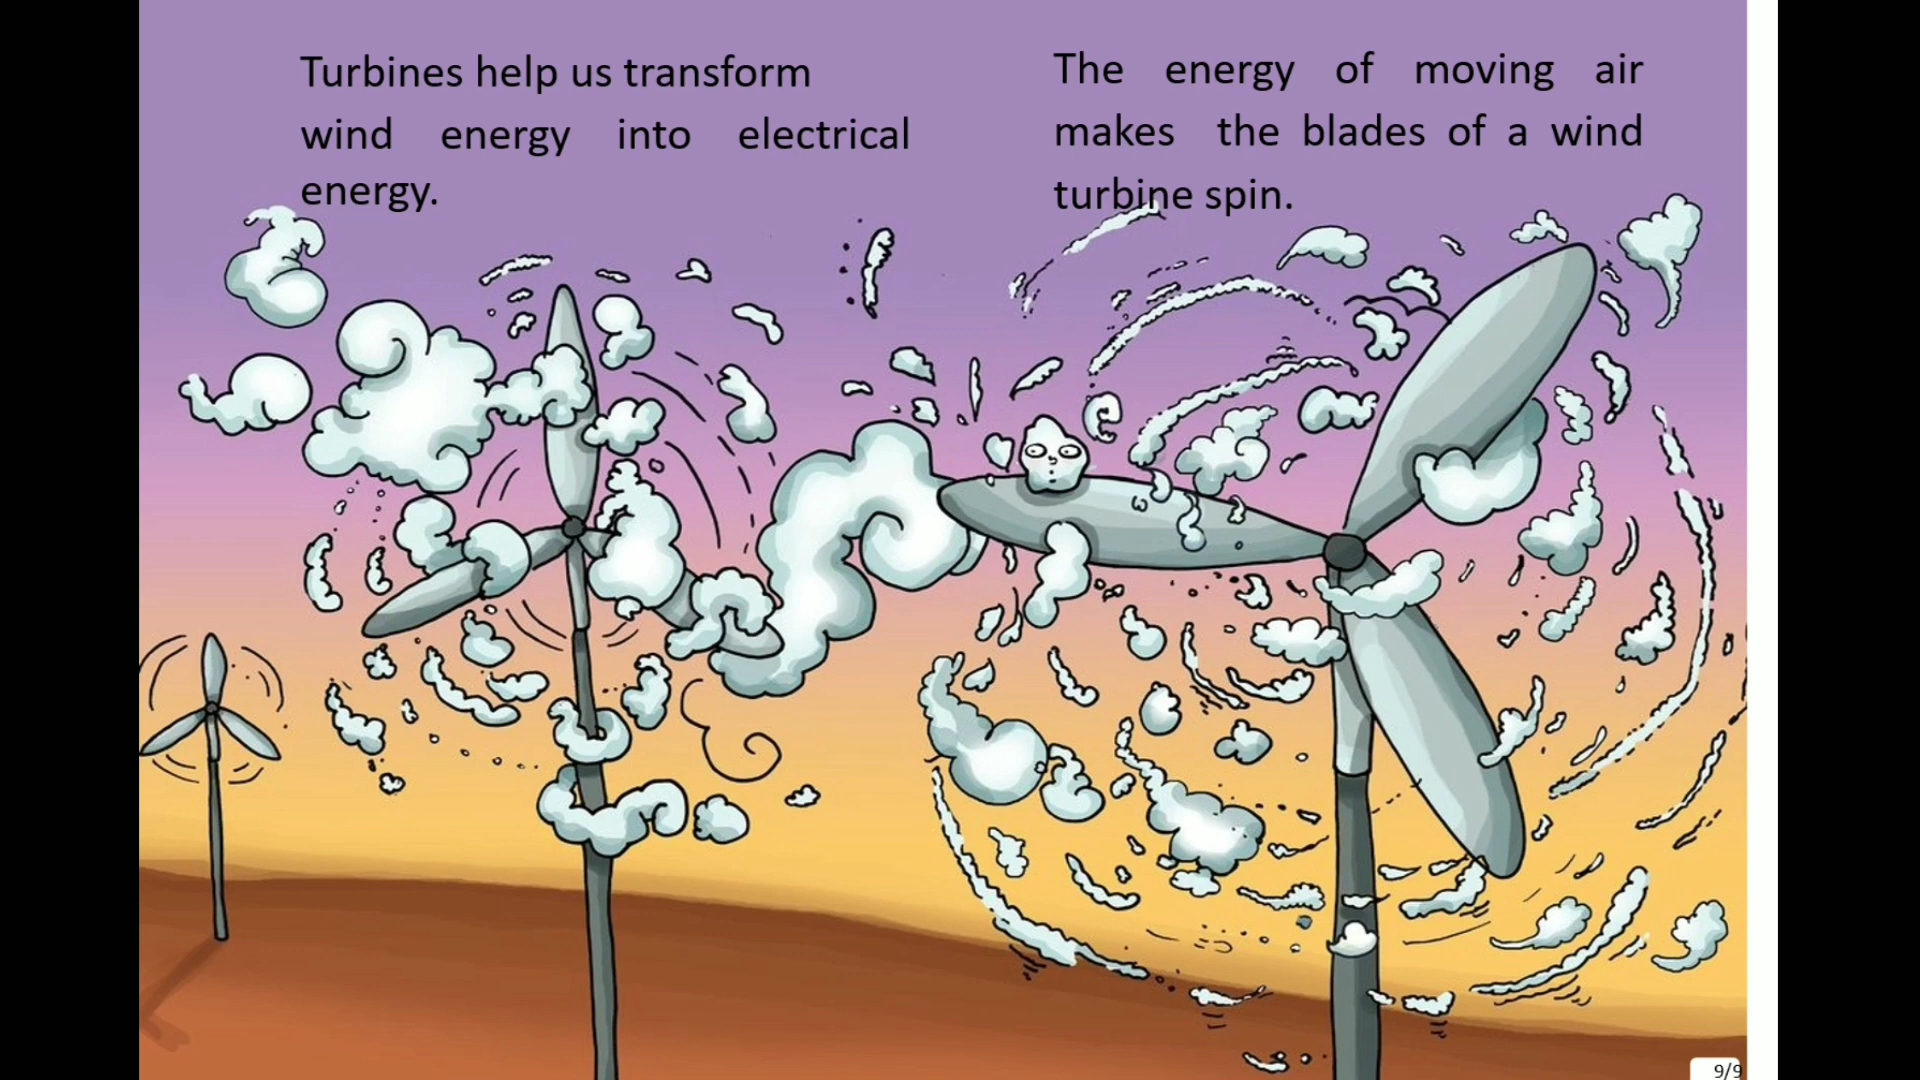 Turbines help us transform
wind energy into electrical
energy.
The energy of moving air
makes the blades of a wind
turbine spin.
9/9